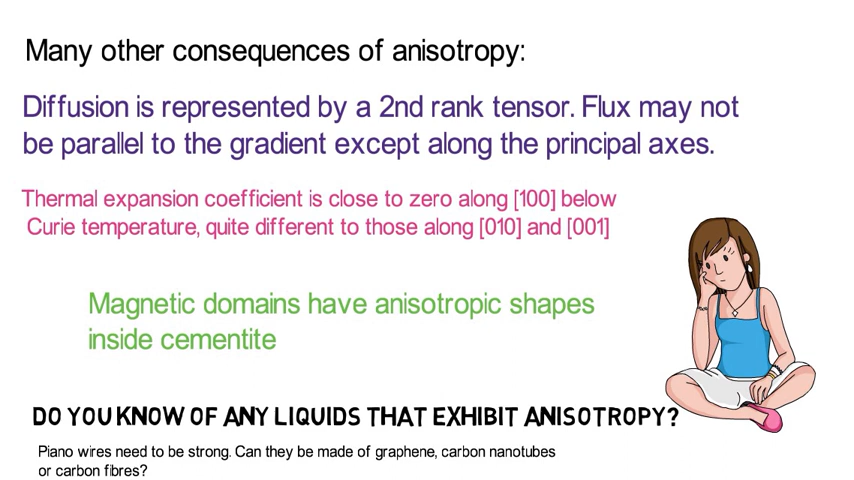 Many other consequences of anisotropy:
Diffusion is represented by a 2nd rank tensor. Flux may not
be parallel to the gradient except along the principal axes.
Thermal expansion coefficient is close to zero along [100] below
Curie temperature, quite different to those along [010] and [001]
Magnetic domains have anisotropic shapes
inside cementite
DO YOU KNOW OF ANY LIQUIDS THAT EXHIBIT ANISOTROPY?
Piano wires need to be strong. Can they be made of graphene, carbon nanotubes
or carbon fibres?